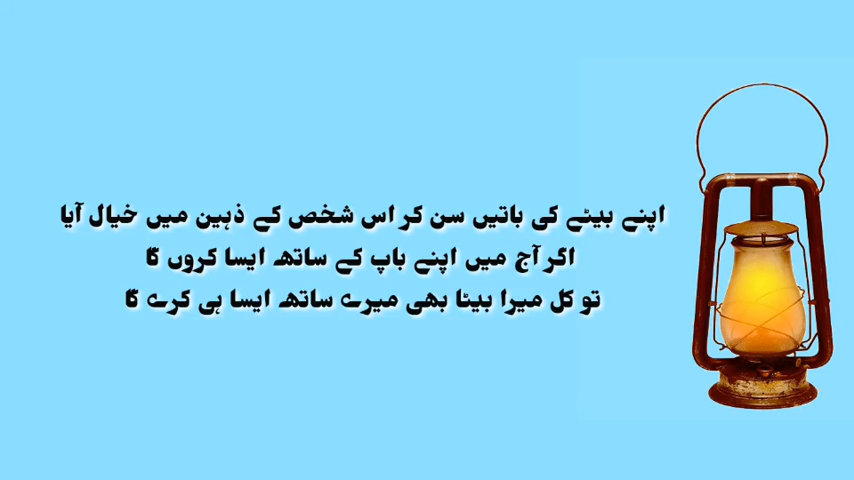 اپنے بیٹے کی باتیں سن کر اس شخص کے ذہین میں خیال آیا
اکر آج میں اپنے باپ کے ساتھ ایسا کروں گا
تو کل میرا بیٹا بھی میرے ساتھ ایسا ہی کرے گا